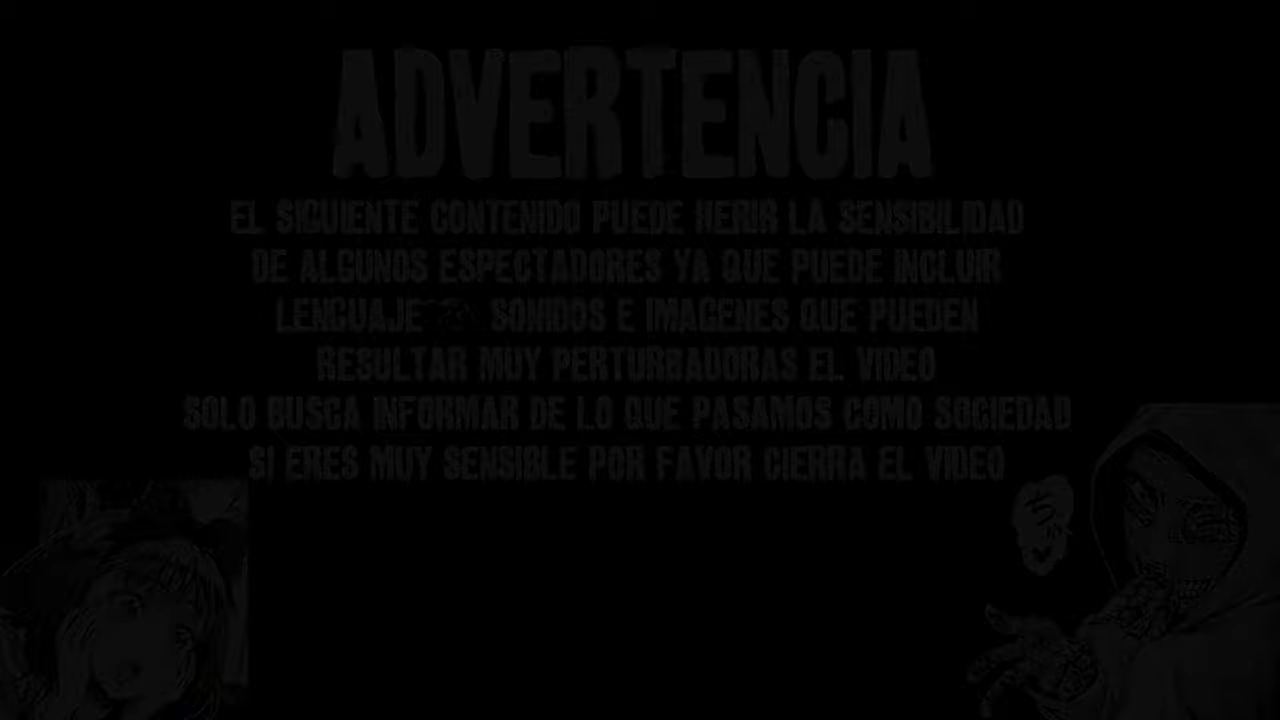 ADVERTENCIA
EL SIGUIENTE CONTENIDO PUEDE HERIR LA SENSIBILIDAD
DE ALGUNOS ESPECTADORES YA QUE PUEDE INCLUIR
LENGUAJE SONIDOS E IMAGENES QUE PUEDEN
RESULTAR MUY PERTURBADORAS EL VIDEO
SOLO BUSCA INFORMAR DE LO QUE PASAMOS COMO SOCIEDAD
SI ERES MUY SENSIBLE POR FAVOR CIERRA EL VIDEO